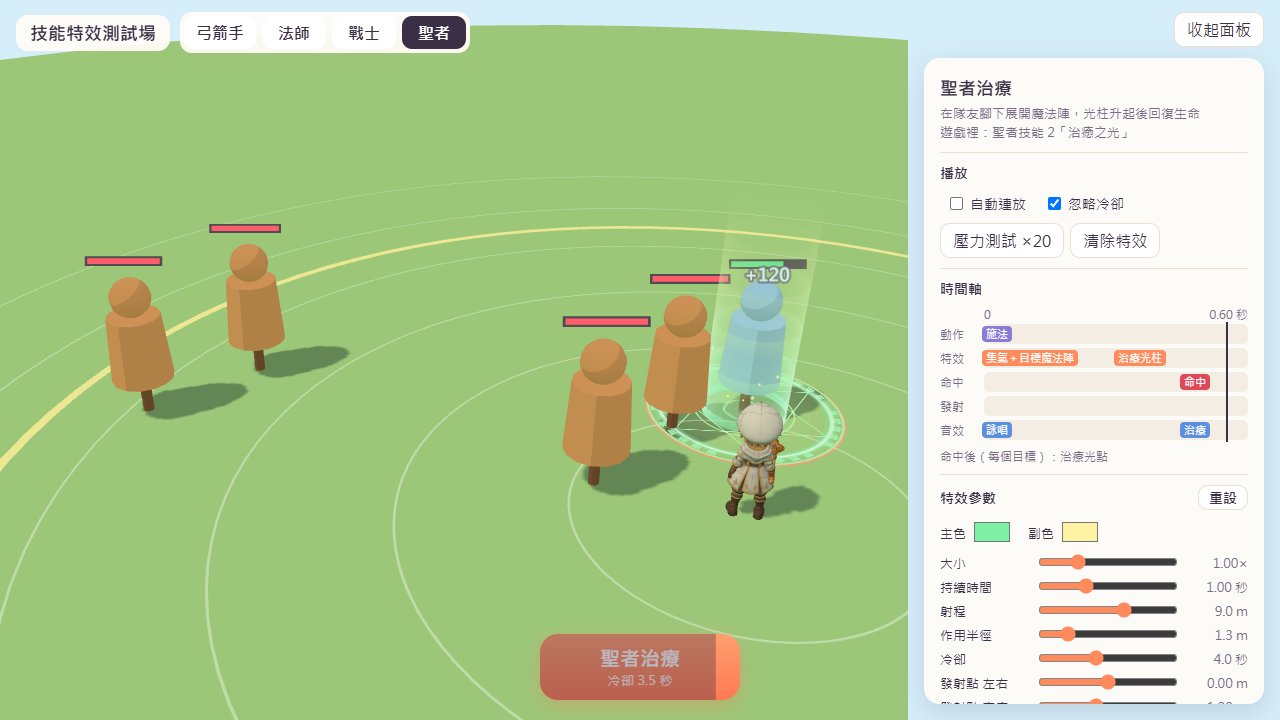 技能特效測試場
弓箭手
法師
戰士
聖者
收起面板
+120
聖者治療
冷卻 3.5 秒
聖者治療
在隊友腳下展開魔法陣，光柱升起後回復生命
遊戲裡：聖者技能 2「治癒之光」
播放
自動連放
忽略冷卻
壓力測試 ×20
清除特效
時間軸
0
0.60 秒
動作
施法
特效
集氣＋目標魔法陣
治療光柱
命中
命中
發射
音效
詠唱
治療
命中後（每個目標）：治療光點
特效參數
重設
主色
副色
大小
1.00×
持續時間
1.00 秒
射程
9.0 m
作用半徑
1.3 m
冷卻
4.0 秒
發射點 左右
0.00 m